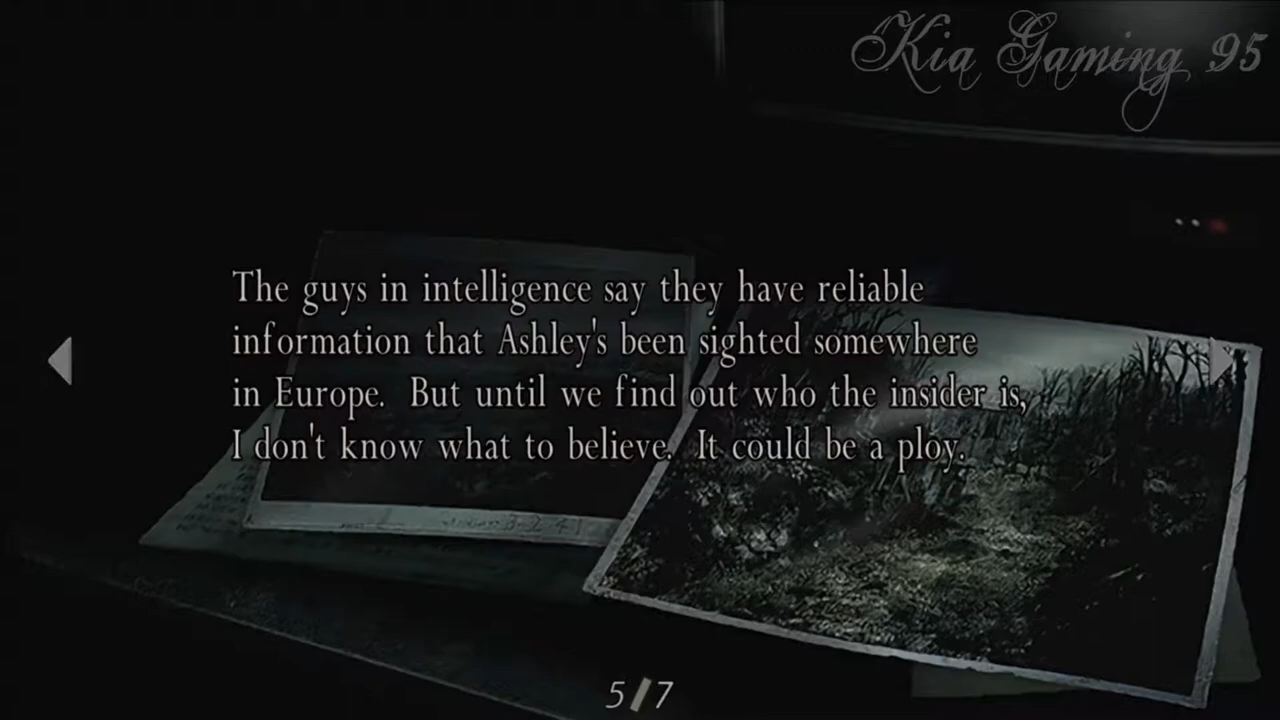 Kia Gaming 95
The guys in intelligence say they have reliable
information that Ashley's been sighted somewhere
in Europe. But until we find out who the insider is,
I don't know what to believe. It could be a ploy.
5/7